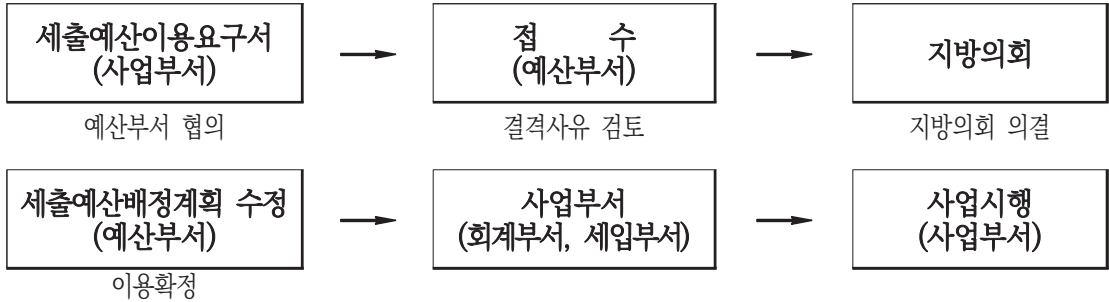 세출예산이용요구서
(사업부서)
접 수
(예산부서)
지방의회
예산부서 협의
결격사유 검토
지방의회 의결
세출예산배정계획 수정
(예산부서)
사업부서
(회계부서, 세입부서)
사업시행
(사업부서)
이용확정